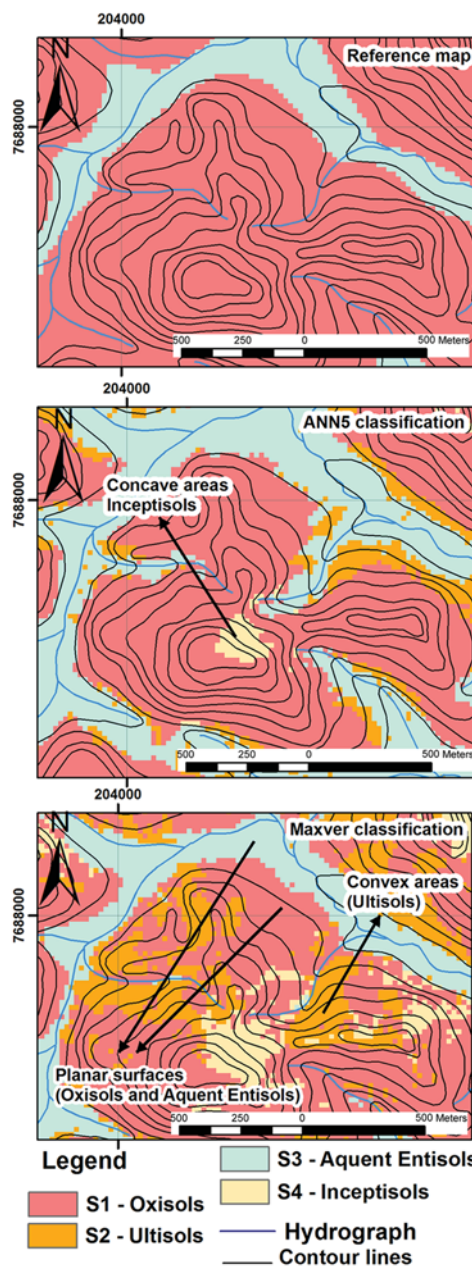 204000
N
Reference map
7688000
500 250 0 500 Meters
204000
N
ANN5 classification
7688000
Concave areas
Inceptisols
500 250 0 500 Meters
204000
N
Maxver classification
7688000
Convex areas
(Ultisols)
Planar surfaces
(Oxisols and Aquent Entisols)
500 250 0 500 Meters
Legend
S1 - Oxisols
S2 - Ultisols
S3 - Aquent Entisols
S4 - Inceptisols
Hydrograph
Contour lines